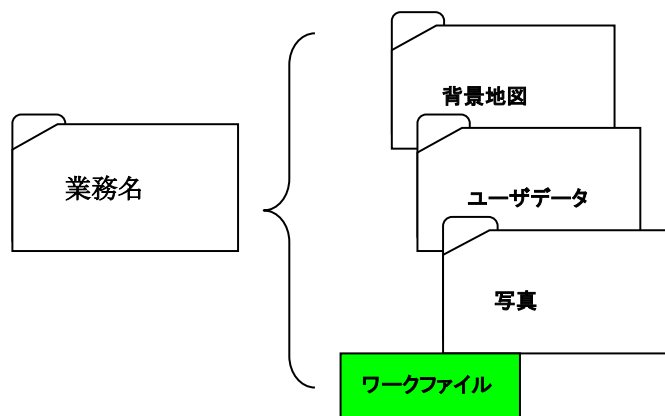 業務名
背景地図
ユーザデータ
写真
ワークファイル